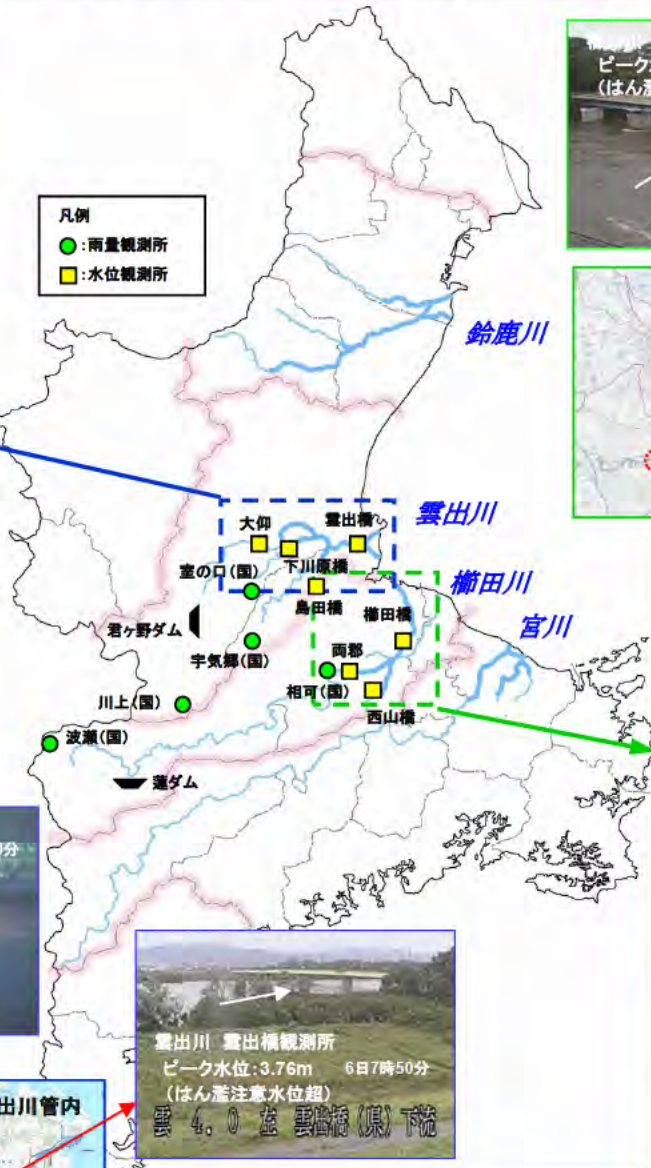 ピーク
(はん濫
凡例
:雨量観測所
:水位観測所
鈴鹿川
雲出川
櫛田川
宮川
大仰
雲出橋
下川原橋
室の口(国)
島田橋
君ヶ野ダム
宇気郷(国)
櫛田橋
両郡
相可(国)
川上(国)
西山橋
波瀬(国)
蓮ダム
分
雲出川 雲出橋観測所
ピーク水位:3.76m 6日7時50分
(はん濫注意水位超)
雲 4.0 左 雲出橋(県)下流
出川管内